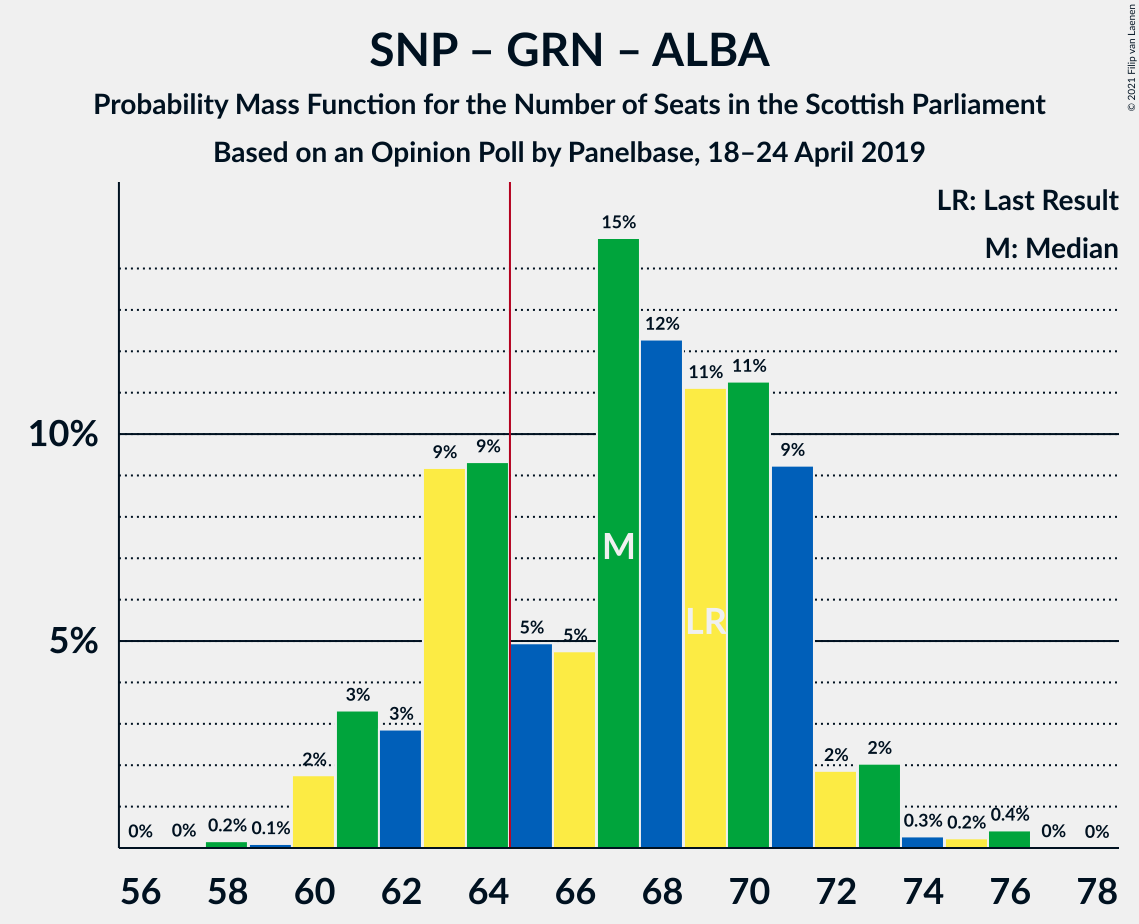 SNP – GRN – ALBA
Probability Mass Function for the Number of Seats in the Scottish Parliament
Based on an Opinion Poll by Panelbase, 18–24 April 2019
© 2021 Filip van Laenen
LR: Last Result
M: Median
10%
5%
0%
0%
0.2%
0.1%
2%
3%
3%
9%
9%
5%
5%
15%
12%
11%
11%
9%
2%
2%
0.3%
0.2%
0.4%
0%
0%
M
LR
56 58 60 62 64 66 68 70 72 74 76 78